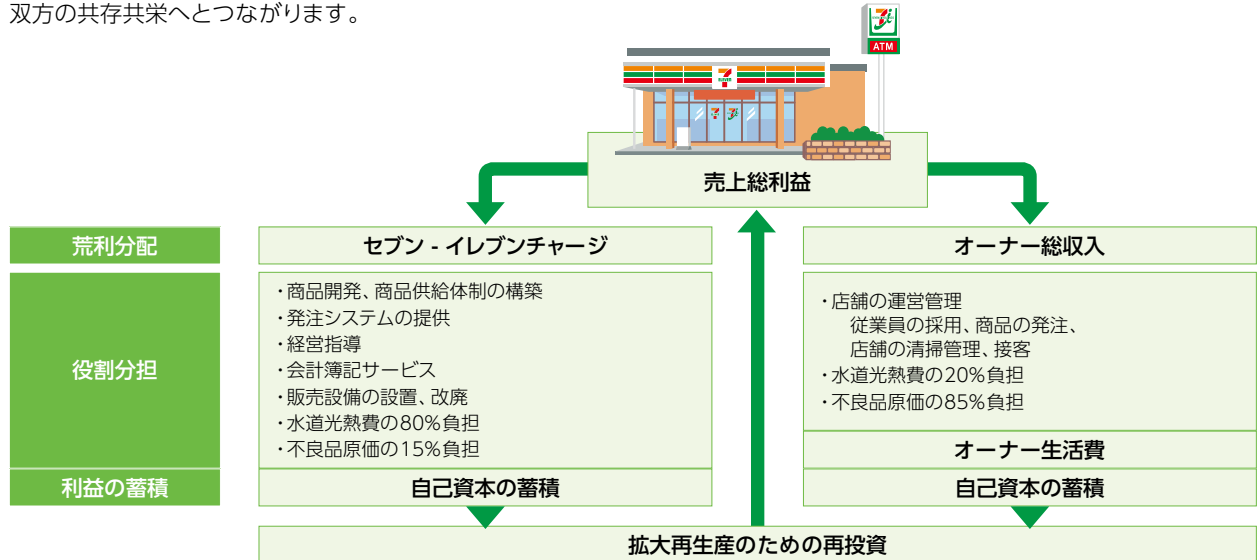 双方の共存共栄へとつながります。
7
ELEVEN
ATM
売上総利益
荒利分配
セブン - イレブンチャージ
オーナー総収入
役割分担
・商品開発、商品供給体制の構築
・発注システムの提供
・経営指導
・会計簿記サービス
・販売設備の設置、改廃
・水道光熱費の80%負担
・不良品原価の15%負担
・店舗の運営管理
従業員の採用、商品の発注、
店舗の清掃管理、接客
・水道光熱費の20%負担
・不良品原価の85%負担
オーナー生活費
利益の蓄積
自己資本の蓄積
自己資本の蓄積
拡大再生産のための再投資